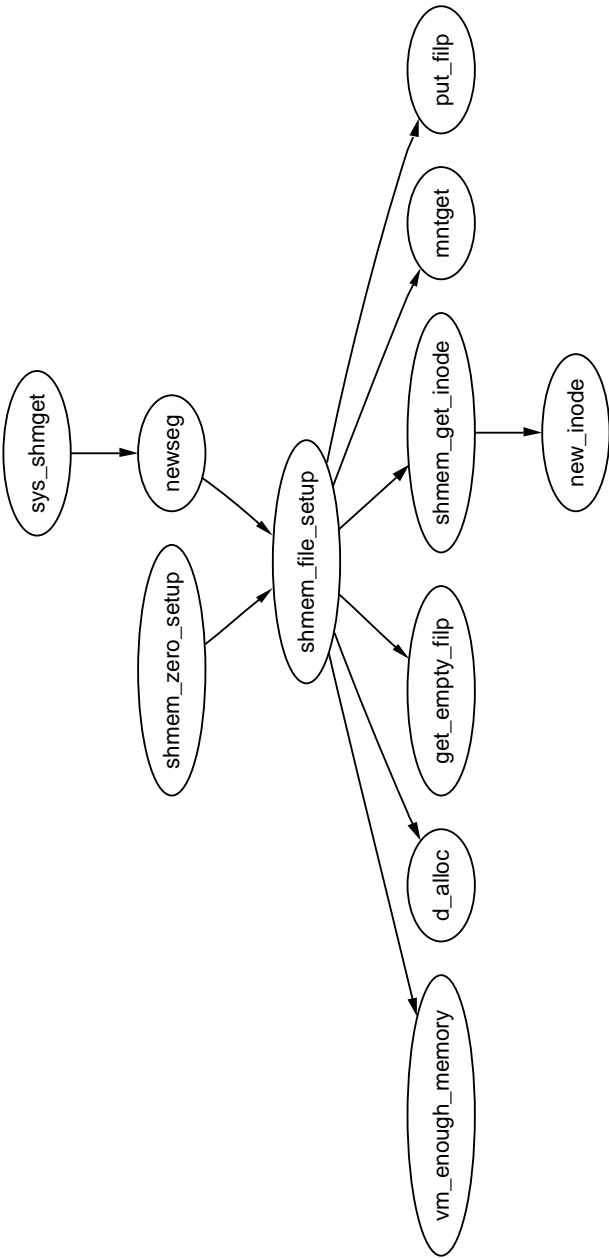 sys_shmget
shmem_zero_setup
newseg
shmem_file_setup
vm_enough_memory
d_alloc
get_empty_filp
shmem_get_inode
mntget
put_filp
new_inode